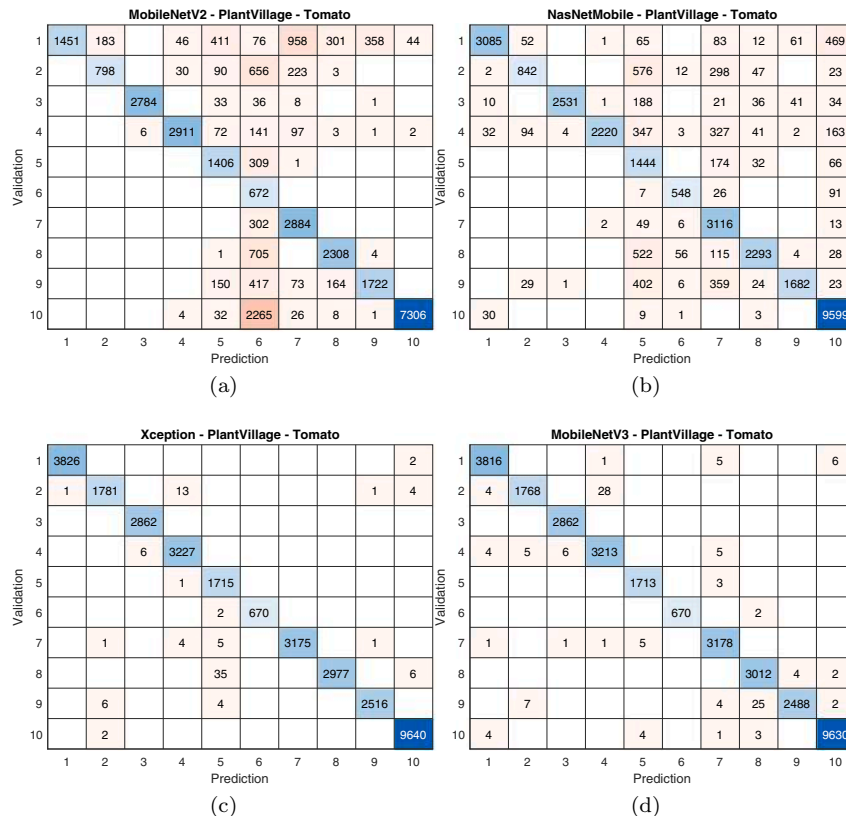 MobileNetV2 - PlantVillage - Tomato
1 1451 183 46 411 76 958 301 358 44
2 798 30 90 656 223 3
3 2784 33 36 8 1
4 6 2911 72 141 97 3 1 2
5 1406 309 1
6 672
7 302 2884
8 1 705 2308 4
9 150 417 73 164 1722
10 4 32 2265 26 8 1 7306
1 2 3 4 5 6 7 8 9 10
Validation
Prediction
(a)
NasNetMobile - PlantVillage - Tomato
1 3085 52 1 65 83 12 61 469
2 2 842 576 12 298 47 23
3 10 2531 1 188 21 36 41 34
4 32 94 4 2220 347 3 327 41 2 163
5 1444 174 32 66
6 7 548 26 91
7 2 49 6 3116 13
8 522 56 115 2293 4 28
9 29 1 402 6 359 24 1682 23
10 30 9 1 3 9599
1 2 3 4 5 6 7 8 9 10
Validation
Prediction
(b)
Xception - PlantVillage - Tomato
1 3826 2
2 1 1781 13 1 4
3 2862
4 6 3227
5 1 1715
6 2 670
7 1 4 5 3175 1
8 35 2977 6
9 6 4 2516
10 2 9640
1 2 3 4 5 6 7 8 9 10
Validation
Prediction
(c)
MobileNetV3 - PlantVillage - Tomato
1 3816 1 5 6
2 4 1768 28
3 2862
4 4 5 6 3213 5
5 1713 3
6 670 2
7 1 1 1 5 3178
8 3012 4 2
9 7 4 25 2488 2
10 4 4 1 3 9630
1 2 3 4 5 6 7 8 9 10
Validation
Prediction
(d)